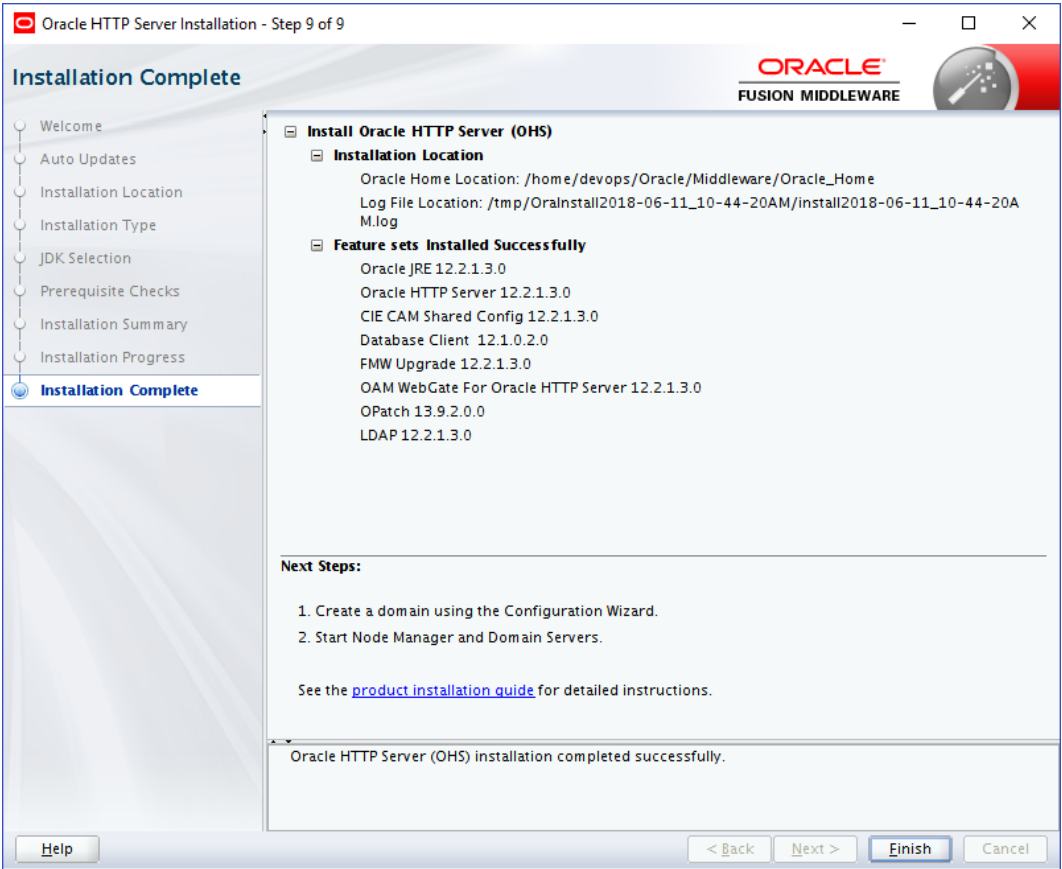 Oracle HTTP Server Installation - Step 9 of 9
Installation Complete
ORACLE
FUSION MIDDLEWARE
Welcome
Auto Updates
Installation Location
Installation Type
JDK Selection
Prerequisite Checks
Installation Summary
Installation Progress
Installation Complete
Install Oracle HTTP Server (OHS)
Installation Location
Oracle Home Location: /home/devops/Oracle/Middleware/Oracle_Home
Log File Location: /tmp/OraInstall2018-06-11_10-44-20AM/install2018-06-11_10-44-20A
M.log
Feature sets Installed Successfully
Oracle JRE 12.2.1.3.0
Oracle HTTP Server 12.2.1.3.0
CIE CAM Shared Config 12.2.1.3.0
Database Client 12.1.0.2.0
FMW Upgrade 12.2.1.3.0
OAM WebGate For Oracle HTTP Server 12.2.1.3.0
OPatch 13.9.2.0.0
LDAP 12.2.1.3.0
Next Steps:
1. Create a domain using the Configuration Wizard.
2. Start Node Manager and Domain Servers.
See the product installation guide for detailed instructions.
Oracle HTTP Server (OHS) installation completed successfully.
Help
< Back
Next >
Finish
Cancel